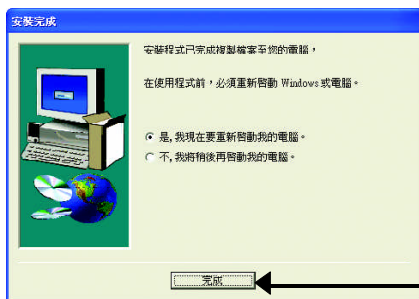 安裝完成
安裝程式已完成複製檔案至您的電腦，
在使用程式前，必須重新啓動 Windows 或電腦。
是, 我現在要重新啓動我的電腦。
不, 我將稍後再啓動我的電腦。
完成